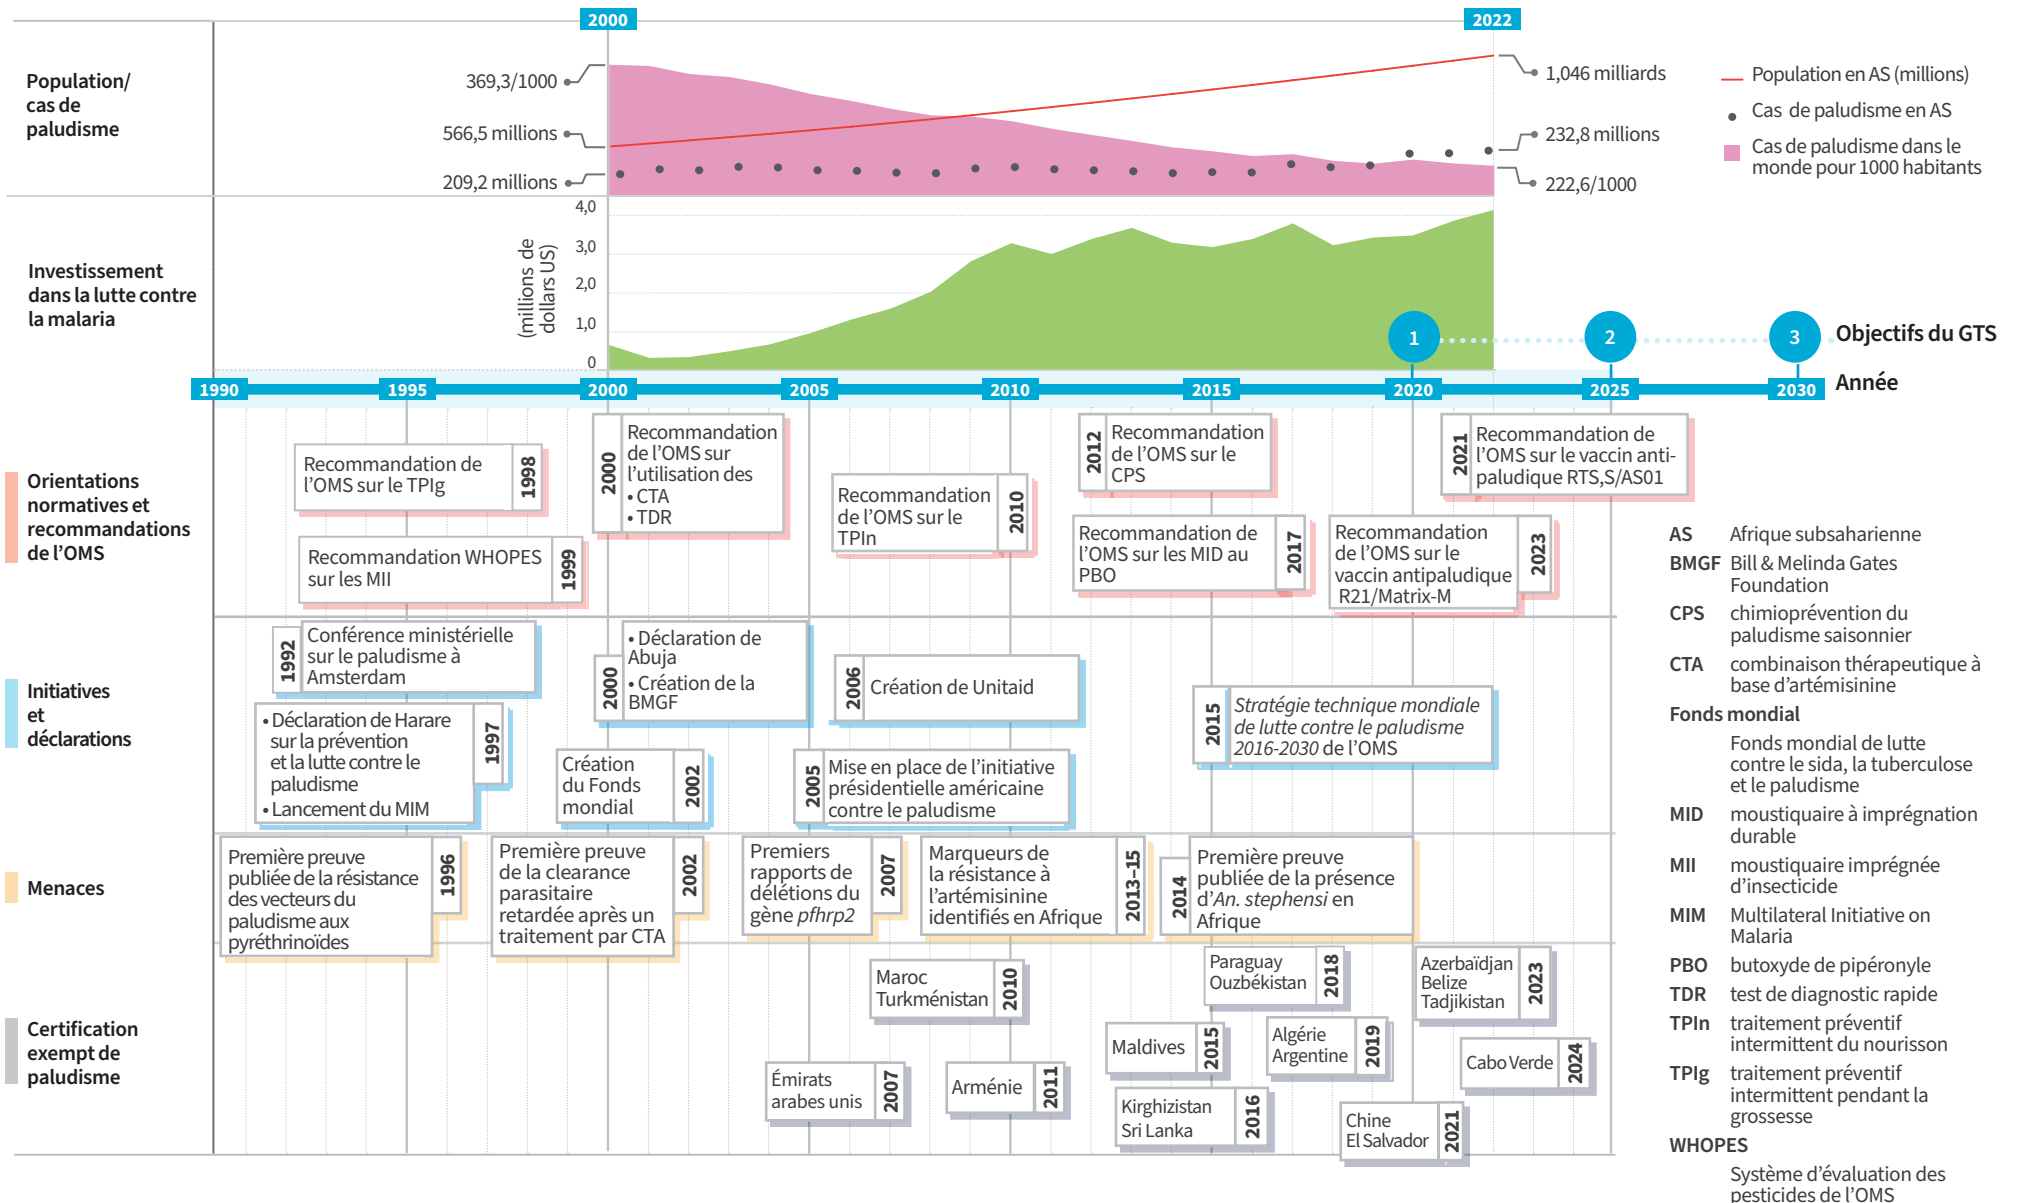 2000
2022
Population/
cas de
paludisme
369,3/1000
566,5 millions
209,2 millions
1,046 milliards
232,8 millions
222,6/1000
Population en AS (millions)
Cas de paludisme en AS
Cas de paludisme dans le
monde pour 1000 habitants
Investissement
dans la lutte contre
la malaria
(millions de
dollars US)
4,0
3,0
2,0
1,0
0
1
2
3
Objectifs du GTS
1990
1995
2000
2005
2010
2015
2020
2025
2030
Année
Orientations
normatives et
recommandations
de l’OMS
Recommandation de
l’OMS sur le TPIg
1998
Recommandation WHOPES
sur les MII
1999
2000
Recommandation
de l’OMS sur
l’utilisation des
• CTA
• TDR
Recommandation
de l’OMS sur le
TPIn
2010
2012
Recommandation
de l’OMS sur le
CPS
Recommandation de
l’OMS sur les MID au
PBO
2017
2021
Recommandation de
l’OMS sur le vaccin anti-
paludique RTS,S/AS01
Recommandation
de l’OMS sur le
vaccin antipaludique
R21/Matrix-M
2023
Initiatives
et
déclarations
1992
Conférence ministérielle
sur le paludisme à
Amsterdam
• Déclaration de Harare
sur la prévention
et la lutte contre le
paludisme
• Lancement du MIM
1997
2000
• Déclaration de
Abuja
• Création de la
BMGF
Création
du Fonds
mondial
2002
2006
Création de Unitaid
2005
Mise en place de l’initiative
présidentielle américaine
contre le paludisme
2015
Stratégie technique mondiale
de lutte contre le paludisme
2016-2030 de l’OMS
Menaces
Première preuve
publiée de la résistance
des vecteurs du
paludisme aux
pyréthrinoïdes
1996
Première preuve
de la clearance
parasitaire
retardée après un
traitement par CTA
2002
Premiers
rapports de
délétions du
gène pfhrp2
2007
Marqueurs de
la résistance à
l’artémisinine
identifiés en Afrique
2013–15
2014
Première preuve
publiée de la présence
d’An. stephensi en
Afrique
Certification
exempt de
paludisme
Émirats
arabes unis
2007
Maroc
Turkménistan
2010
Arménie
2011
Maldives
2015
Kirghizistan
Sri Lanka
2016
Paraguay
Ouzbékistan
2018
Algérie
Argentine
2019
Chine
El Salvador
2021
Azerbaïdjan
Belize
Tadjikistan
2023
Cabo Verde
2024
AS Afrique subsaharienne
BMGF Bill & Melinda Gates
Foundation
CPS chimioprévention du
paludisme saisonnier
CTA combinaison thérapeutique à
base d’artémisinine
Fonds mondial
Fonds mondial de lutte
contre le sida, la tuberculose
et le paludisme
MID moustiquaire à imprégnation
durable
MII moustiquaire imprégnée
d’insecticide
MIM Multilateral Initiative on
Malaria
PBO butoxyde de pipéronyle
TDR test de diagnostic rapide
TPIn traitement préventif
intermittent du nourisson
TPIg traitement préventif
intermittent pendant la
grossesse
WHOPES
Système d’évaluation des
pesticides de l’OMS